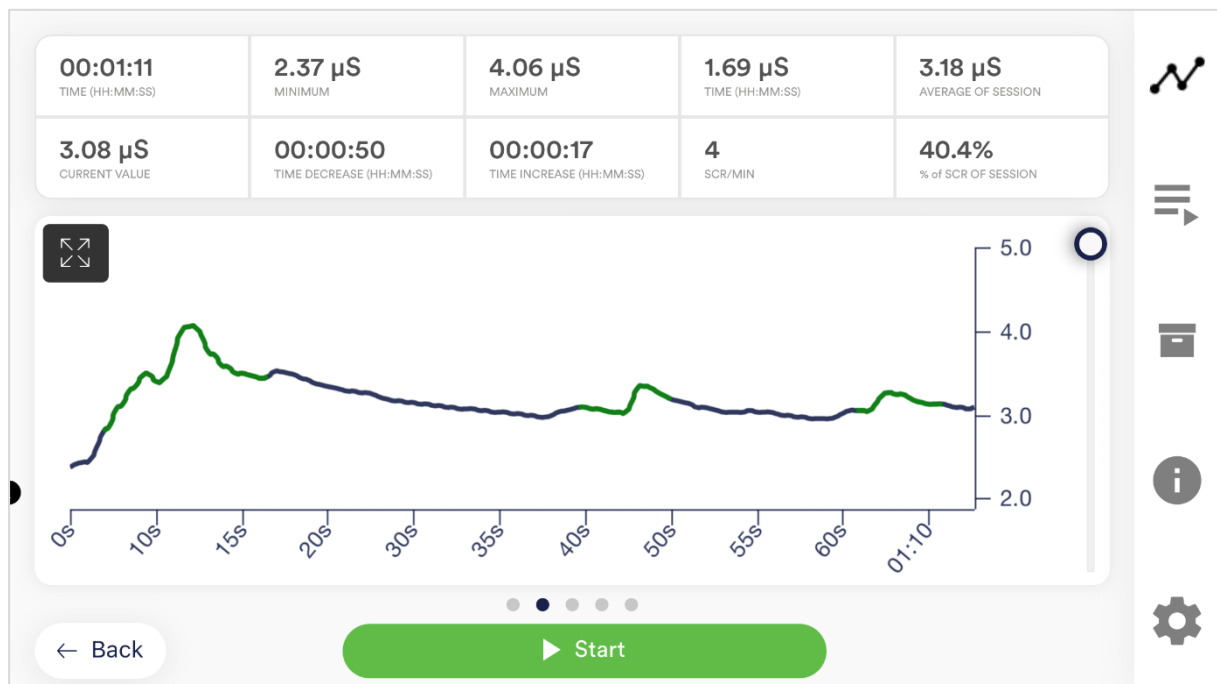 00:01:11
TIME (HH:MM:SS)
2.37 µS
MINIMUM
4.06 µS
MAXIMUM
1.69 µS
TIME (HH:MM:SS)
3.18 µS
AVERAGE OF SESSION
3.08 µS
CURRENT VALUE
00:00:50
TIME DECREASE (HH:MM:SS)
00:00:17
TIME INCREASE (HH:MM:SS)
4
SCR/MIN
40.4%
% of SCR OF SESSION
5.0
4.0
3.0
2.0
0s
10s
15s
20s
30s
35s
40s
50s
55s
60s
01:10
← Back
Start